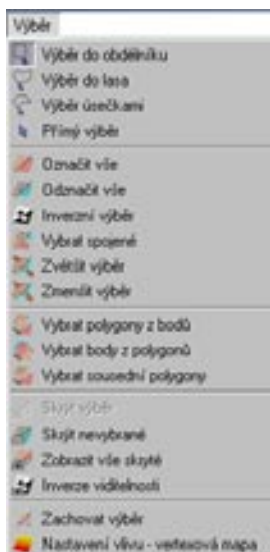 Výběr
Výběr do obdélníku
Výběr do lasa
Výběr úsečkami
Přímý výběr
Označit vše
Odznačit vše
Inverzní výběr
Vybrat spojené
Zvětšit výběr
Zmenšit výběr
Vybrat polygony z bodů
Vybrat body z polygonů
Vybrat sousední polygony
Skrýt výběr
Skrýt nevybrané
Zobrazit vše skryté
Inverze viditelnosti
Zachovat výběr
Nastavení vlivu - vertexová mapa